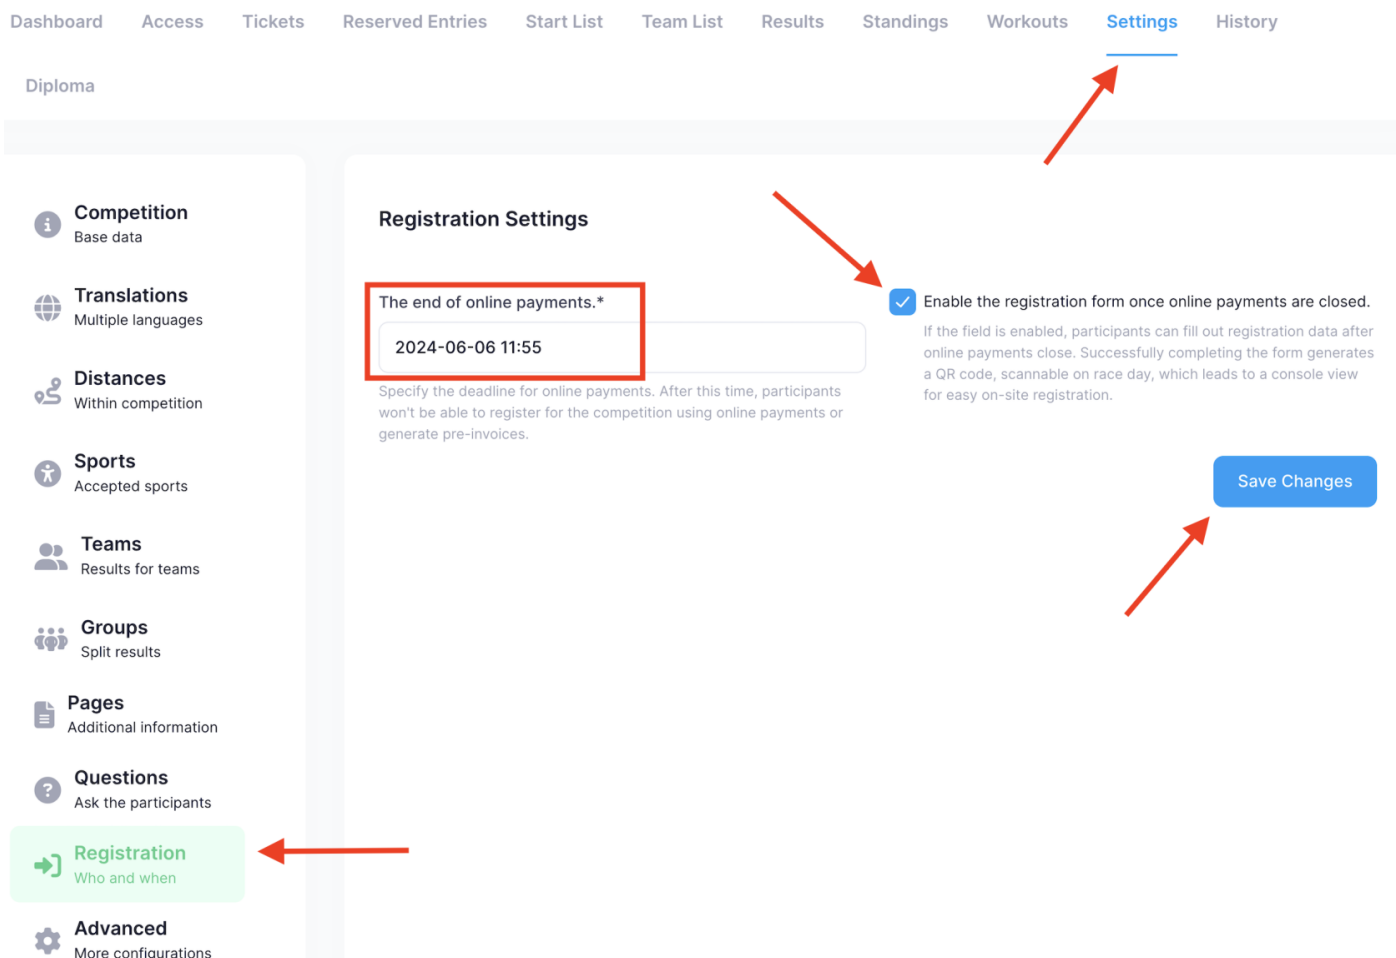 Dashboard Access Tickets Reserved Entries Start List Team List Results Standings Workouts Settings History
Diploma
Competition
Base data
Translations
Multiple languages
Distances
Within competition
Sports
Accepted sports
Teams
Results for teams
Groups
Split results
Pages
Additional information
Questions
Ask the participants
Registration
Who and when
Advanced
More configurations
Registration Settings
The end of online payments.*
2024-06-06 11:55
Specify the deadline for online payments. After this time, participants
won't be able to register for the competition using online payments or
generate pre-invoices.
Enable the registration form once online payments are closed.
If the field is enabled, participants can fill out registration data after
online payments close. Successfully completing the form generates
a QR code, scannable on race day, which leads to a console view
for easy on-site registration.
Save Changes